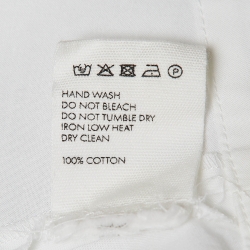 HAND WASH
DO NOT BLEACH
DO NOT TUMBLE DRY
IRON LOW HEAT
DRY CLEAN
100% COTTON